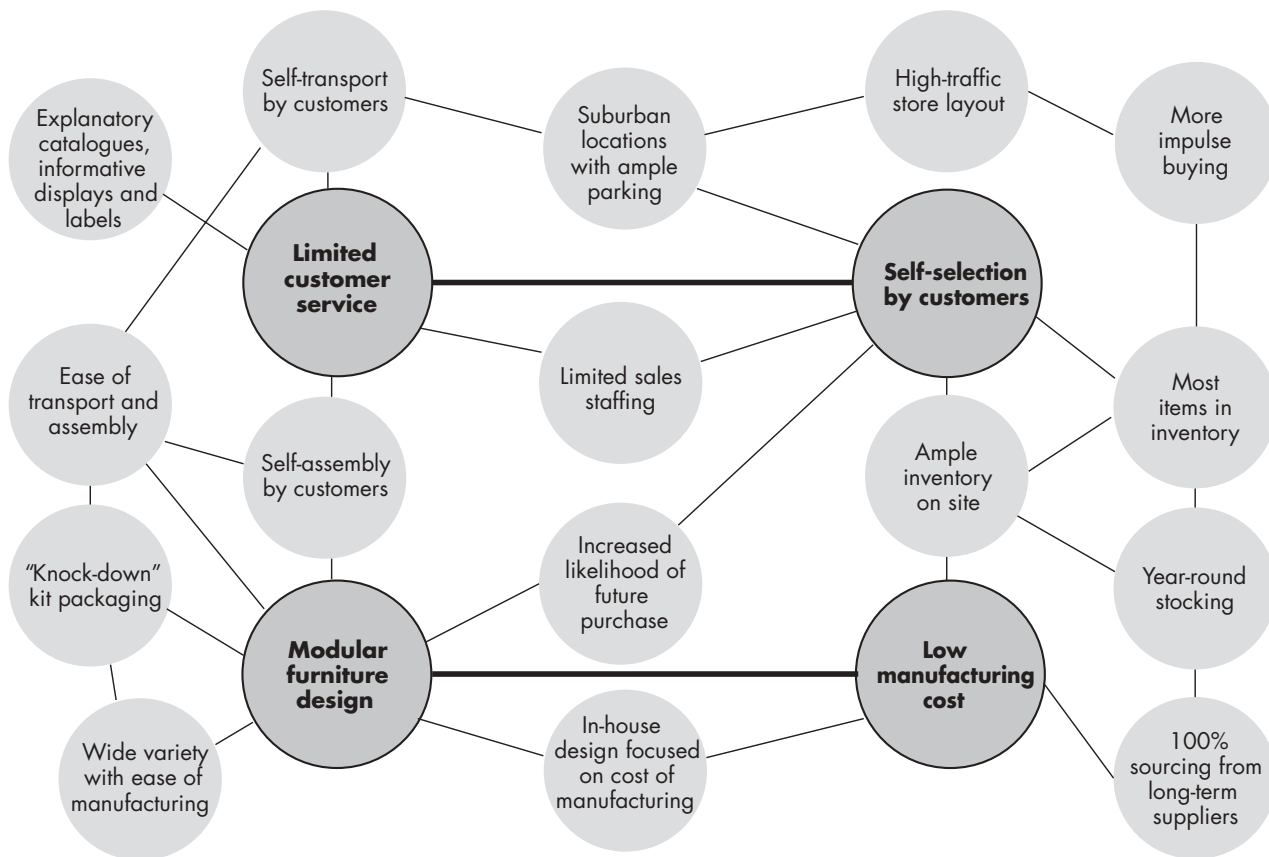 Self-transport
by customers
High-traffic
store layout
Explanatory
catalogues,
informative
displays and
labels
Suburban
locations
with ample
parking
More
impulse
buying
Limited
customer
service
Self-selection
by customers
Ease of
transport and
assembly
Limited sales
staffing
Most
items in
inventory
Self-assembly
by customers
Ample
inventory
on site
"Knock-down"
kit packaging
Increased
likelihood of
future
purchase
Year-round
stocking
Modular
furniture
design
Low
manufacturing
cost
Wide variety
with ease of
manufacturing
In-house
design focused
on cost of
manufacturing
100%
sourcing from
long-term
suppliers